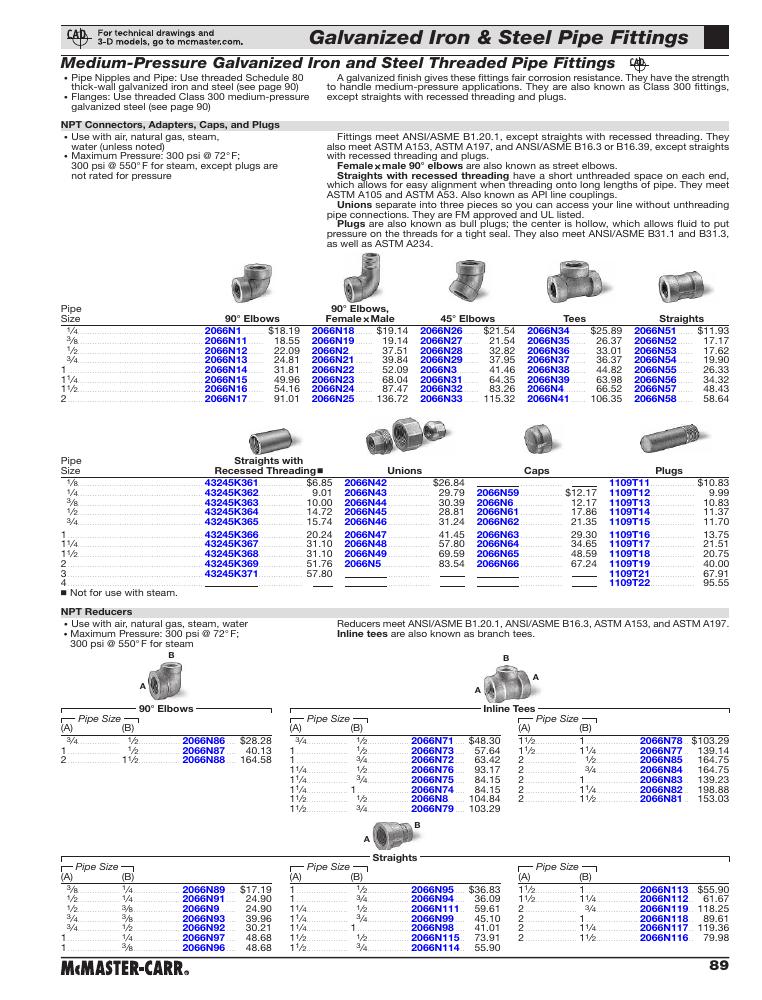 CAD
For technical drawings and
3-D models, go to mcmaster.com.
Galvanized Iron & Steel Pipe Fittings
Medium-Pressure Galvanized Iron and Steel Threaded Pipe Fittings CAD
• Pipe Nipples and Pipe: Use threaded Schedule 80
thick-wall galvanized iron and steel (see page 90)
• Flanges: Use threaded Class 300 medium-pressure
galvanized steel (see page 90)
A galvanized finish gives these fittings fair corrosion resistance. They have the strength
to handle medium-pressure applications. They are also known as Class 300 fittings,
except straights with recessed threading and plugs.
NPT Connectors, Adapters, Caps, and Plugs
• Use with air, natural gas, steam,
water (unless noted)
• Maximum Pressure: 300 psi @ 72° F;
300 psi @ 550° F for steam, except plugs are
not rated for pressure
Fittings meet ANSI/ASME B1.20.1, except straights with recessed threading. They
also meet ASTM A153, ASTM A197, and ANSI/ASME B16.3 or B16.39, except straights
with recessed threading and plugs.
Female x male 90° elbows are also known as street elbows.
Straights with recessed threading have a short unthreaded space on each end,
which allows for easy alignment when threading onto long lengths of pipe. They meet
ASTM A105 and ASTM A53. Also known as API line couplings.
Unions separate into three pieces so you can access your line without unthreading
pipe connections. They are FM approved and UL listed.
Plugs are also known as bull plugs; the center is hollow, which allows fluid to put
pressure on the threads for a tight seal. They also meet ANSI/ASME B31.1 and B31.3,
as well as ASTM A234.
Pipe Size 90° Elbows 90° Elbows, Female x Male 45° Elbows Tees Straights
1/4 2066N1 $18.19 2066N18 $19.14 2066N26 $21.54 2066N34 $25.89 2066N51 $11.93
3/8 2066N11 18.55 2066N19 19.14 2066N27 21.54 2066N35 26.37 2066N52 17.17
1/2 2066N12 22.09 2066N2 37.51 2066N28 32.82 2066N36 33.01 2066N53 17.62
3/4 2066N13 24.81 2066N21 39.84 2066N29 37.95 2066N37 36.37 2066N54 19.90
1 2066N14 31.81 2066N22 52.09 2066N3 41.46 2066N38 44.82 2066N55 26.33
1 1/4 2066N15 49.96 2066N23 68.04 2066N31 64.35 2066N39 63.98 2066N56 34.32
1 1/2 2066N16 54.16 2066N24 87.47 2066N32 83.26 2066N4 66.52 2066N57 48.43
2 2066N17 91.01 2066N25 136.72 2066N33 115.32 2066N41 106.35 2066N58 58.64
Pipe Size Straights with Recessed Threading■ Unions Caps Plugs
1/8 43245K361 $6.85 2066N42 $26.84 1109T11 $10.83
1/4 43245K362 9.01 2066N43 29.79 2066N59 $12.17 1109T12 9.99
3/8 43245K363 10.00 2066N44 30.39 2066N6 12.17 1109T13 10.83
1/2 43245K364 14.72 2066N45 28.81 2066N61 17.86 1109T14 11.37
3/4 43245K365 15.74 2066N46 31.24 2066N62 21.35 1109T15 11.70
1 43245K366 20.24 2066N47 41.45 2066N63 29.30 1109T16 13.75
1 1/4 43245K367 31.10 2066N48 57.80 2066N64 34.65 1109T17 21.51
1 1/2 43245K368 31.10 2066N49 69.59 2066N65 48.59 1109T18 20.75
2 43245K369 51.76 2066N5 83.54 2066N66 67.24 1109T19 40.00
3 43245K371 57.80 1109T21 67.91
4 1109T22 95.55
■ Not for use with steam.
NPT Reducers
• Use with air, natural gas, steam, water
• Maximum Pressure: 300 psi @ 72° F;
300 psi @ 550° F for steam
Reducers meet ANSI/ASME B1.20.1, ANSI/ASME B16.3, ASTM A153, and ASTM A197.
Inline tees are also known as branch tees.
B
A
90° Elbows
Pipe Size
(A) (B)
3/4 1/2 2066N86 $28.28
1 1/2 2066N87 40.13
2 1 1/2 2066N88 164.58
B
A
A
Inline Tees
Pipe Size
(A) (B)
3/4 1/2 2066N71 $48.30
1 1/2 2066N73 57.64
1 3/4 2066N72 63.42
1 1/4 1/2 2066N76 93.17
1 1/4 3/4 2066N75 84.15
1 1/4 1 2066N74 84.15
1 1/2 1/2 2066N8 104.84
1 1/2 3/4 2066N79 103.29
Pipe Size
(A) (B)
1 1/2 1 2066N78 $103.29
1 1/2 1 1/4 2066N77 139.14
2 1/2 2066N85 164.75
2 3/4 2066N84 164.75
2 1 2066N83 139.23
2 1 1/4 2066N82 198.88
2 1 1/2 2066N81 153.03
A
B
Straights
Pipe Size
(A) (B)
3/8 1/4 2066N89 $17.19
1/2 1/4 2066N91 24.90
1/2 3/8 2066N9 24.90
3/4 3/8 2066N93 39.96
3/4 1/2 2066N92 30.21
1 1/4 2066N97 48.68
1 3/8 2066N96 48.68
Pipe Size
(A) (B)
1 1/2 2066N95 $36.83
1 3/4 2066N94 36.09
1 1/4 1/2 2066N111 59.61
1 1/4 3/4 2066N99 45.10
1 1/4 1 2066N98 41.01
1 1/2 1/2 2066N115 73.91
1 1/2 3/4 2066N114 55.90
Pipe Size
(A) (B)
1 1/2 1 2066N113 $55.90
1 1/2 1 1/4 2066N112 61.67
2 3/4 2066N119 118.25
2 1 2066N118 89.61
2 1 1/4 2066N117 119.36
2 1 1/2 2066N116 79.98
McMASTER-CARR®
89